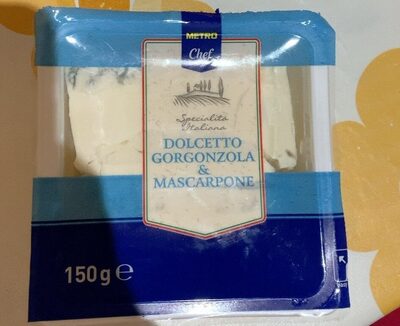 METRO
Chef
Specialità
Italiana
DOLCETTO
GORGONZOLA
&
MASCARPONE
150g ℮